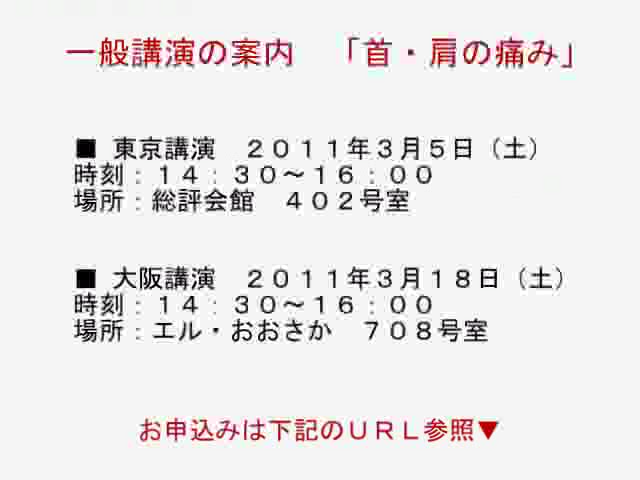 一般講演の案内　「首・肩の痛み」
■ 東京講演　２０１１年３月５日（土）
時刻：１４：３０～１６：００
場所：総評会館　４０２号室
■ 大阪講演　２０１１年３月１８日（土）
時刻：１４：３０～１６：００
場所：エル・おおさか　７０８号室
お申込みは下記のＵＲＬ参照▼